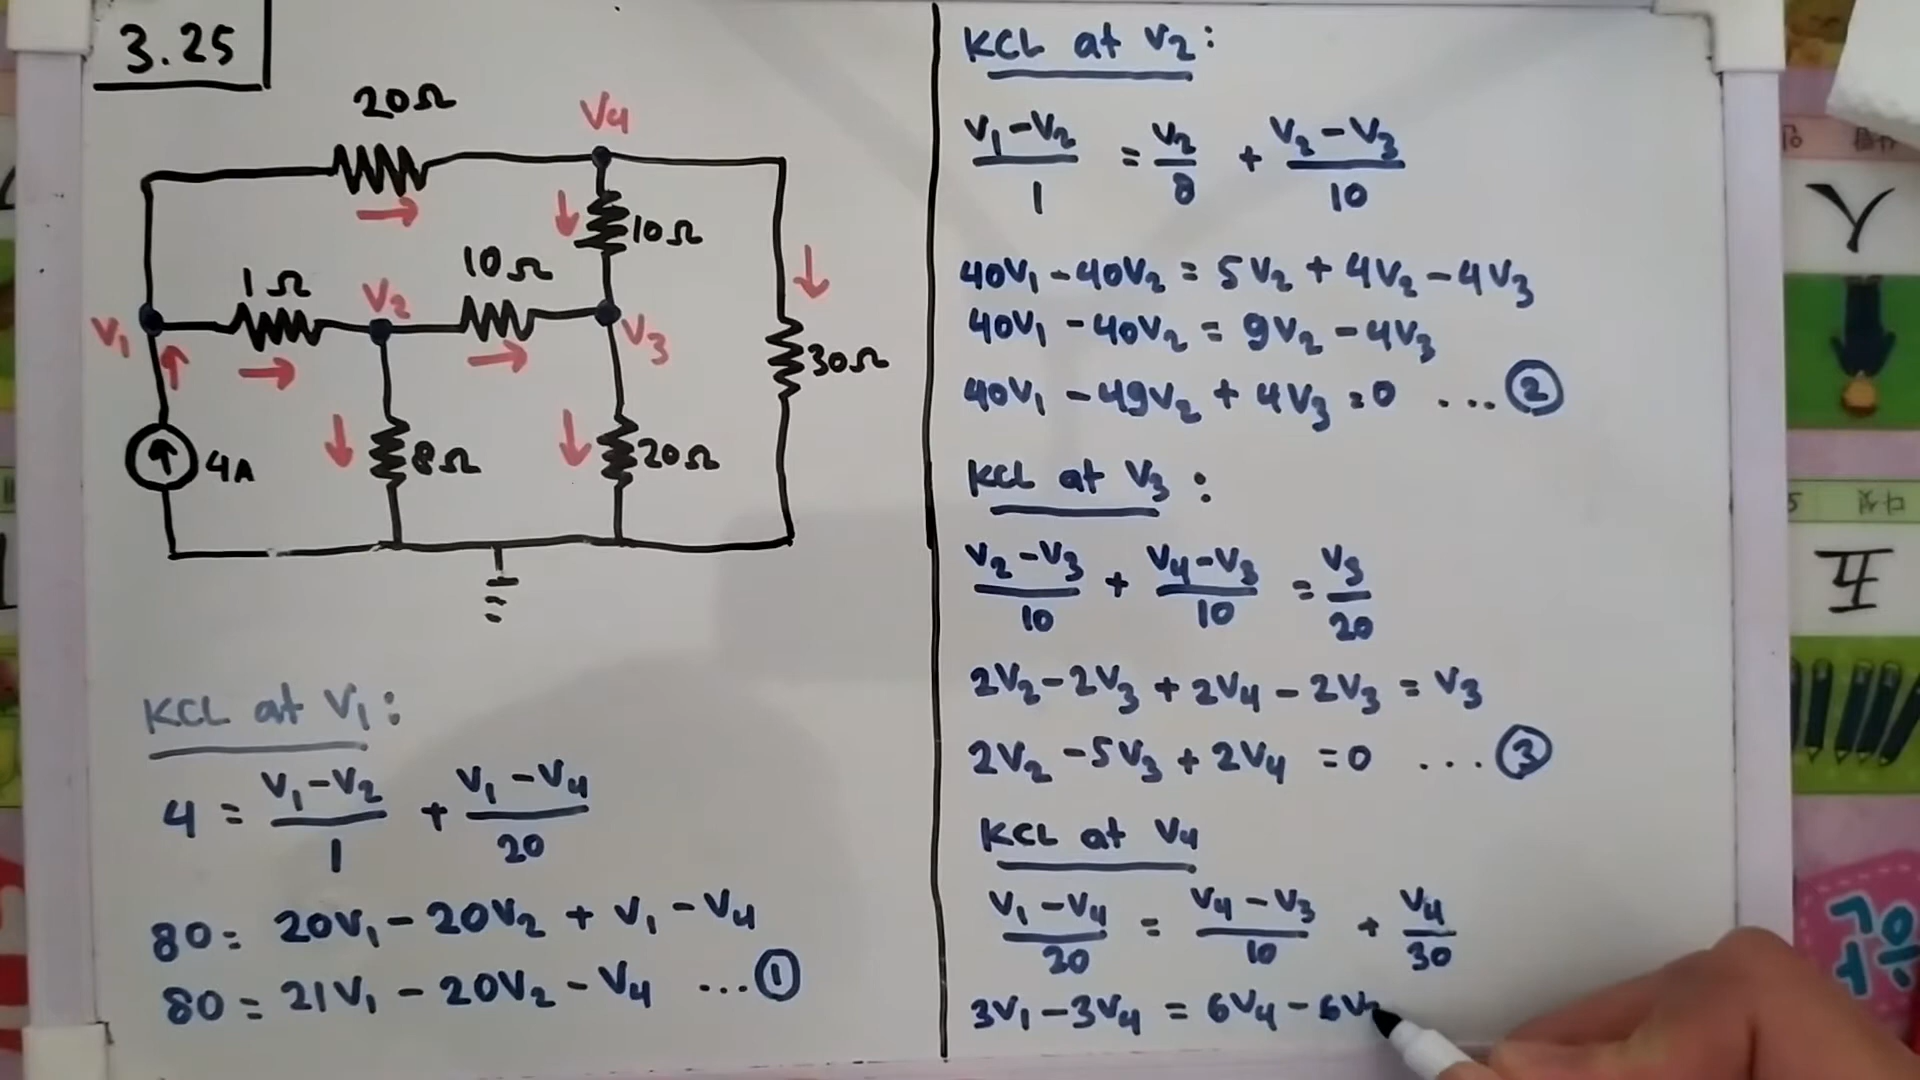 3.25
20Ω
V4
10Ω
10Ω
1Ω
V2
V1
V3
30Ω
4A
8Ω
20Ω
KCL at V1:
4 = (V1-V2)/1 + (V1-V4)/20
80 = 20V1 - 20V2 + V1 - V4
80 = 21V1 - 20V2 - V4 ... ①
KCL at V2:
(V1-V2)/1 = V2/8 + (V2-V3)/10
40V1 - 40V2 = 5V2 + 4V2 - 4V3
40V1 - 40V2 = 9V2 - 4V3
40V1 - 49V2 + 4V3 = 0 ... ②
KCL at V3:
(V2-V3)/10 + (V4-V3)/10 = V3/20
2V2 - 2V3 + 2V4 - 2V3 = V3
2V2 - 5V3 + 2V4 = 0 ... ③
KCL at V4
(V1-V4)/20 = (V4-V3)/10 + V4/30
3V1 - 3V4 = 6V4 - 6V3